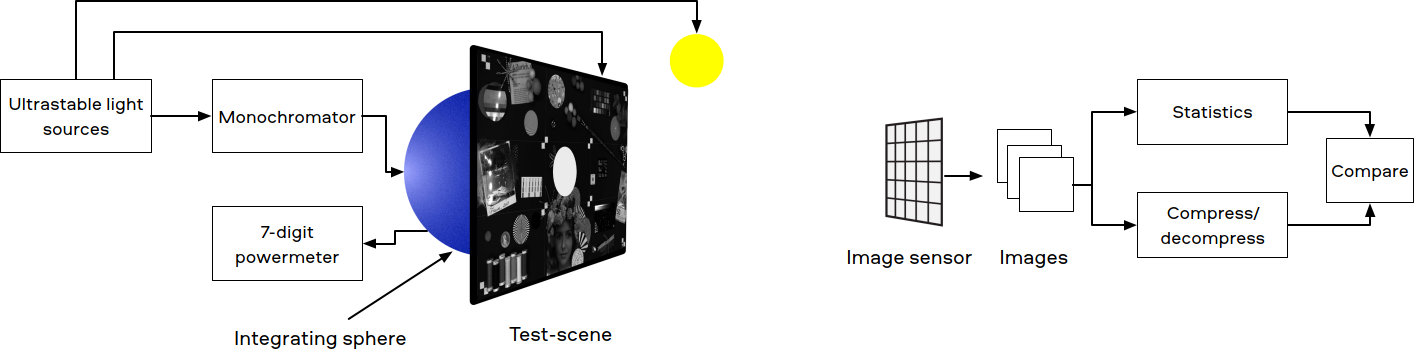 Ultrastable light
sources
Monochromator
7-digit
powermeter
Integrating sphere
Test-scene
Image sensor
Images
Statistics
Compress/
decompress
Compare